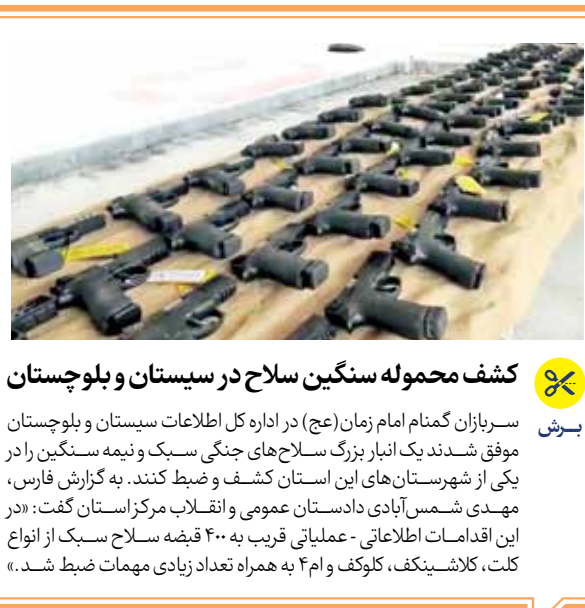 کشف محموله سنگین سلاح در سیستان و بلوچستان
برش
سربازان گمنام امام زمان(عج) در اداره کل اطلاعات سیستان و بلوچستان
موفق شدند یک انبار بزرگ سلاح‌های جنگی سبک و نیمه سنگین را در
یکی از شهرستان‌های این استان کشف و ضبط کنند. به گزارش فارس،
مهدی شمس‌آبادی دادستان عمومی و انقلاب مرکز استان گفت: «در
این اقدامات اطلاعاتی - عملیاتی قریب به ۴۰۰ قبضه سلاح سبک از انواع
کلت، کلاشینکف، کلوکف و ام۴ به همراه تعداد زیادی مهمات ضبط شد.»